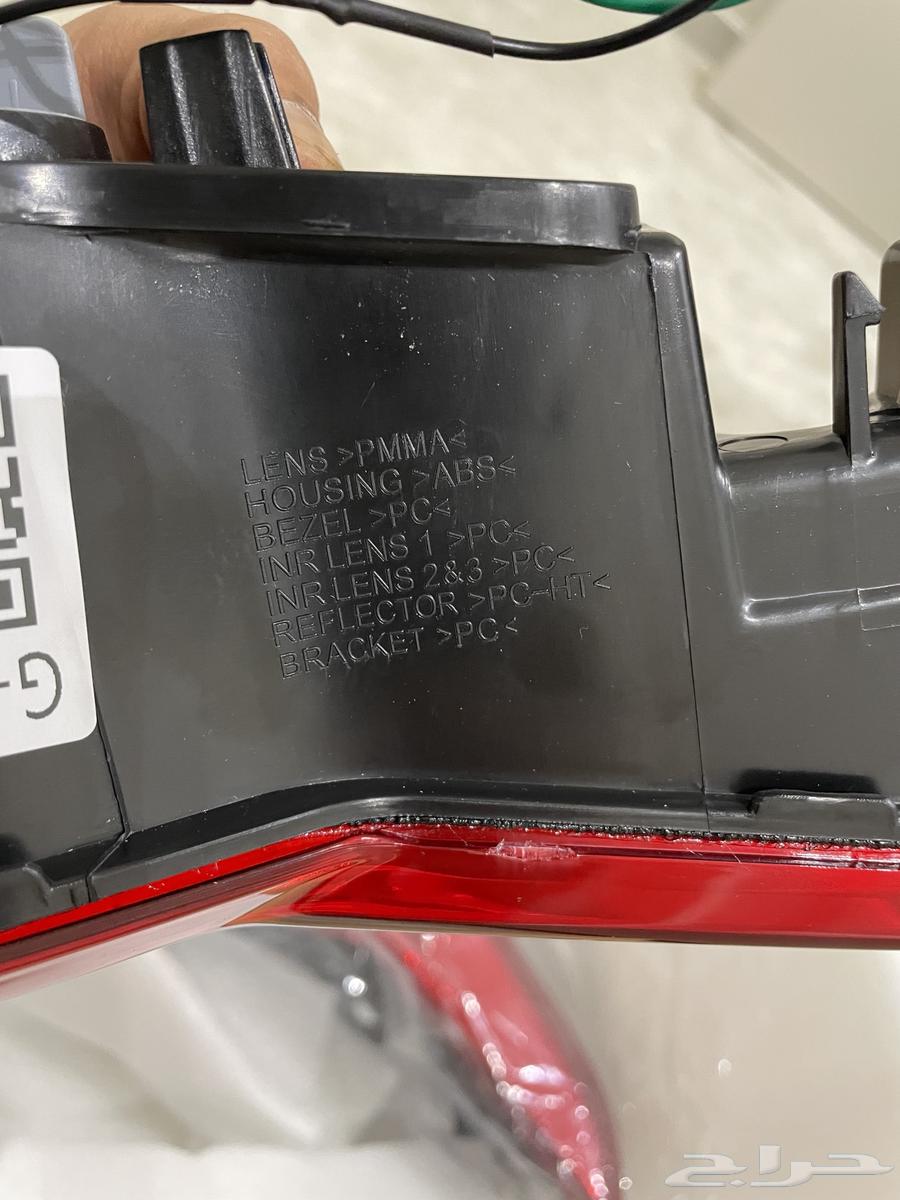 LENS >PMMA<
HOUSING >ABS<
BEZEL >PC<
INR LENS 1 >PC<
INR LENS 2&3 >PC<
REFLECTOR >PC-HT<
BRACKET >PC<
G
حراج